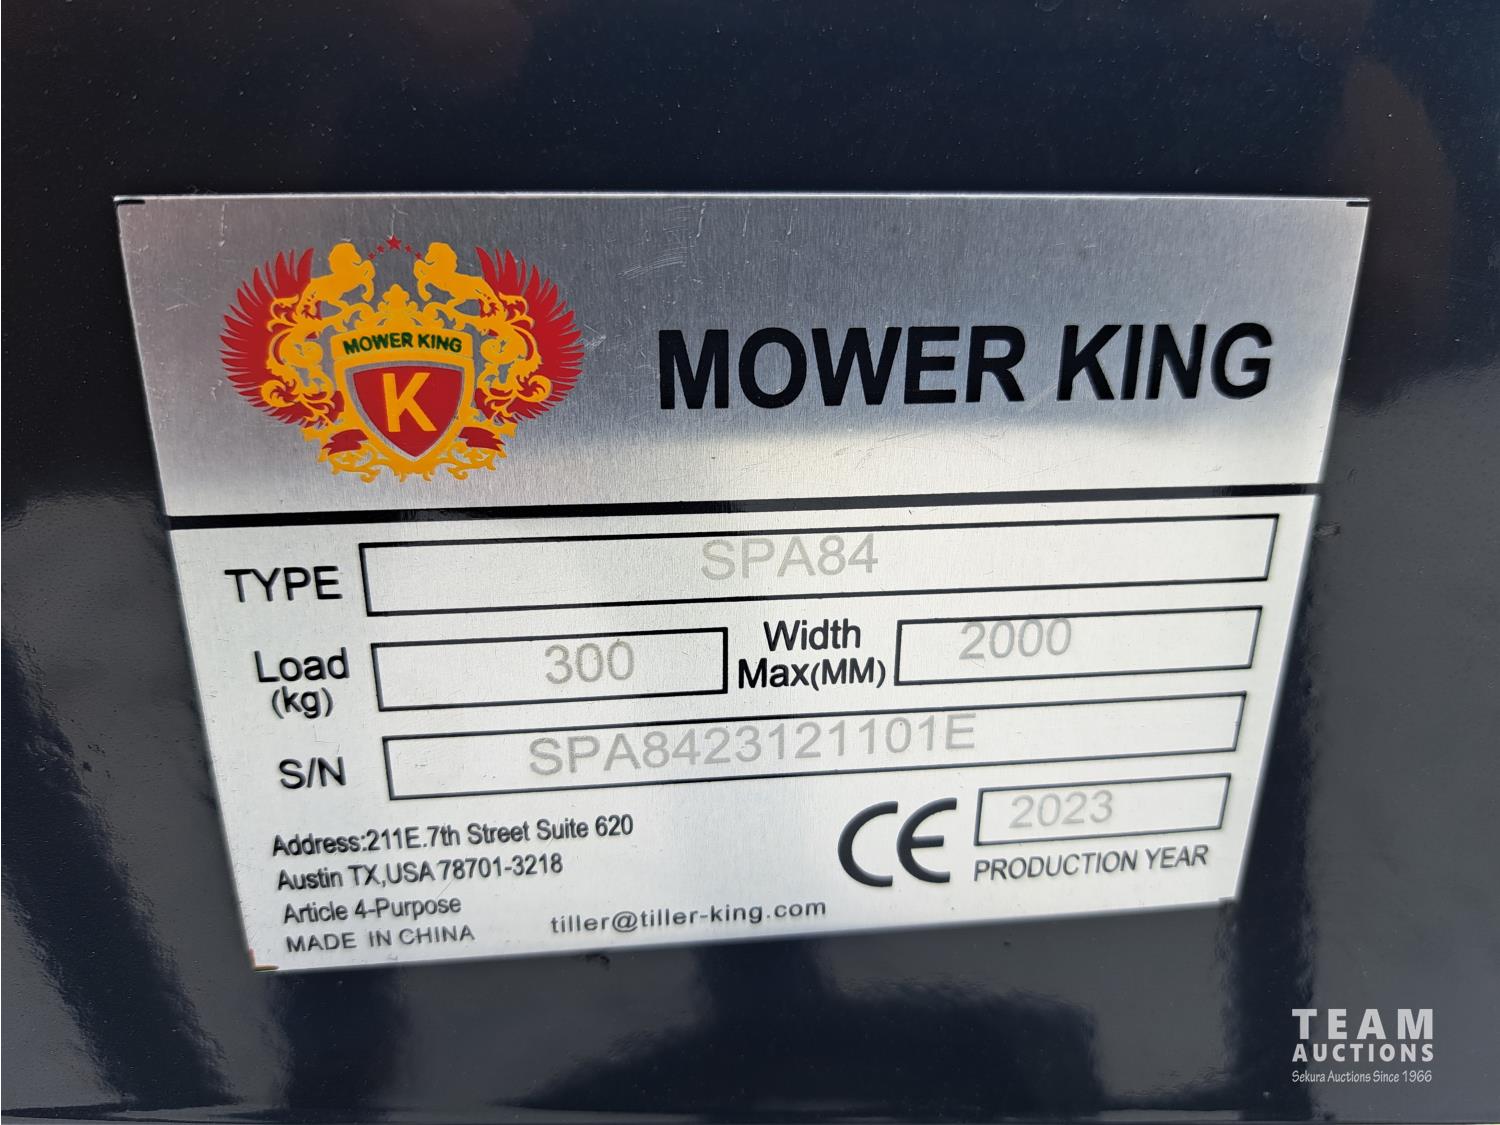 MOWER KING
K
MOWER KING
TYPE SPA84
Load (kg) 300 Width Max(MM) 2000
S/N SPA8423121101E
Address:211E.7th Street Suite 620
Austin TX,USA 78701-3218
Article 4-Purpose
MADE IN CHINA
tiller@tiller-king.com
CE 2023
PRODUCTION YEAR
TEAM
AUCTIONS
Sekura Auctions Since 1966